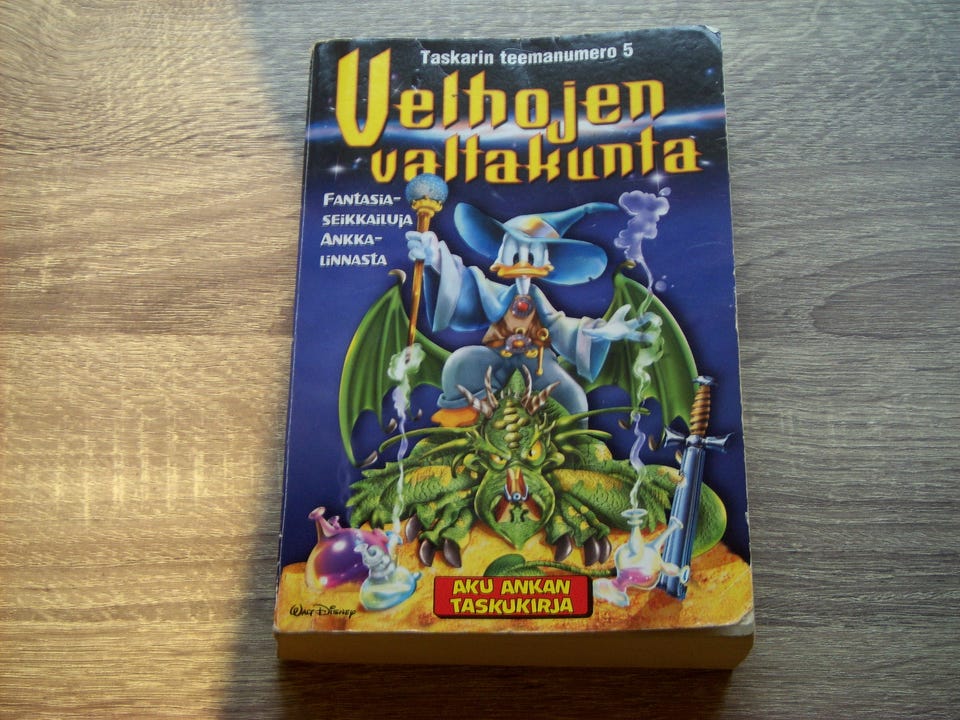 Taskarin teemanumero 5
Velhojen
valtakunta
FANTASIA-
SEIKKAILUJA
ANKKA-
LINNASTA
AKU ANKAN
TASKUKIRJA
WALT DISNEY